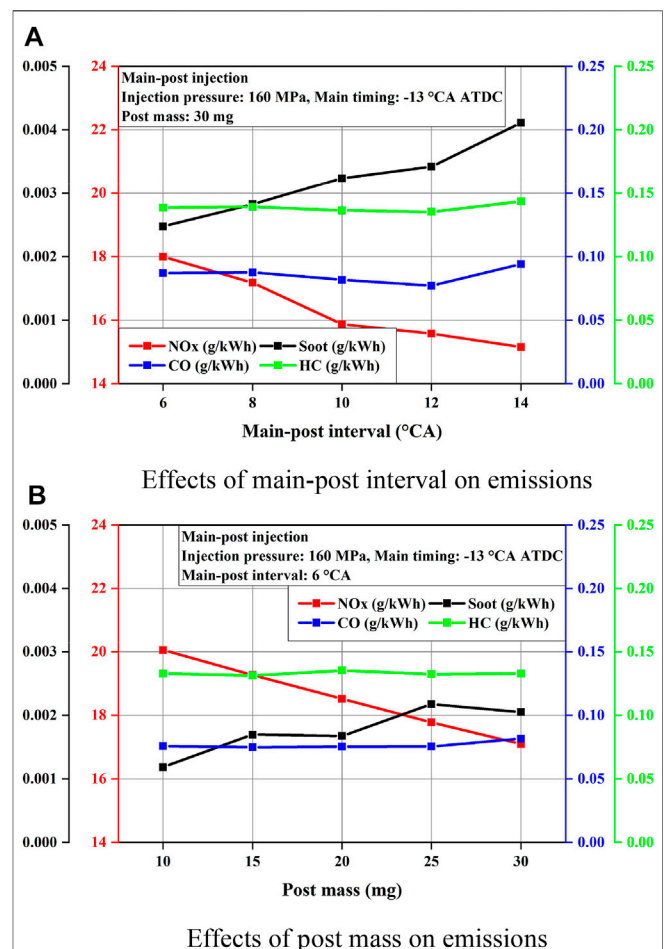 A
0.005 24 0.25 0.25
Main-post injection
Injection pressure: 160 MPa, Main timing: -13 °CA ATDC
Post mass: 30 mg
0.004 22 0.20 0.20
0.003 20 0.15 0.15
0.002 18 0.10 0.10
0.001 16 0.05 0.05
NOx (g/kWh) Soot (g/kWh)
CO (g/kWh) HC (g/kWh)
0.000 14 0.00 0.00
6 8 10 12 14
Main-post interval (°CA)
Effects of main-post interval on emissions
B
0.005 24 0.25 0.25
Main-post injection
Injection pressure: 160 MPa, Main timing: -13 °CA ATDC
Main-post interval: 6 °CA
0.004 22 0.20 0.20
NOx (g/kWh) Soot (g/kWh)
CO (g/kWh) HC (g/kWh)
0.003 20 0.15 0.15
0.002 18 0.10 0.10
0.001 16 0.05 0.05
0.000 14 0.00 0.00
10 15 20 25 30
Post mass (mg)
Effects of post mass on emissions